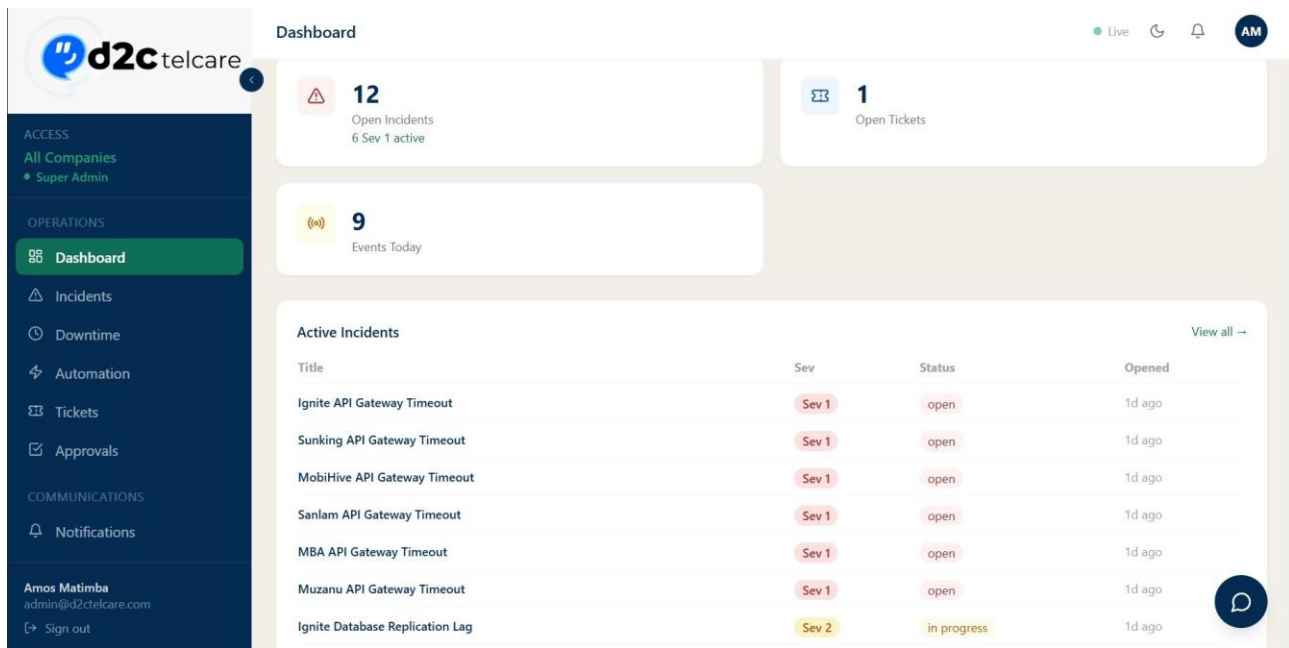 d2c telcare
ACCESS
All Companies
Super Admin
OPERATIONS
Dashboard
Incidents
Downtime
Automation
Tickets
Approvals
COMMUNICATIONS
Notifications
Amos Matimba
admin@d2ctelcare.com
Sign out
Dashboard
Live
AM
12
Open Incidents
6 Sev 1 active
1
Open Tickets
9
Events Today
Active Incidents
View all →
Title Sev Status Opened
Ignite API Gateway Timeout Sev 1 open 1d ago
Sunking API Gateway Timeout Sev 1 open 1d ago
MobiHive API Gateway Timeout Sev 1 open 1d ago
Sanlam API Gateway Timeout Sev 1 open 1d ago
MBA API Gateway Timeout Sev 1 open 1d ago
Muzanu API Gateway Timeout Sev 1 open 1d ago
Ignite Database Replication Lag Sev 2 in progress 1d ago